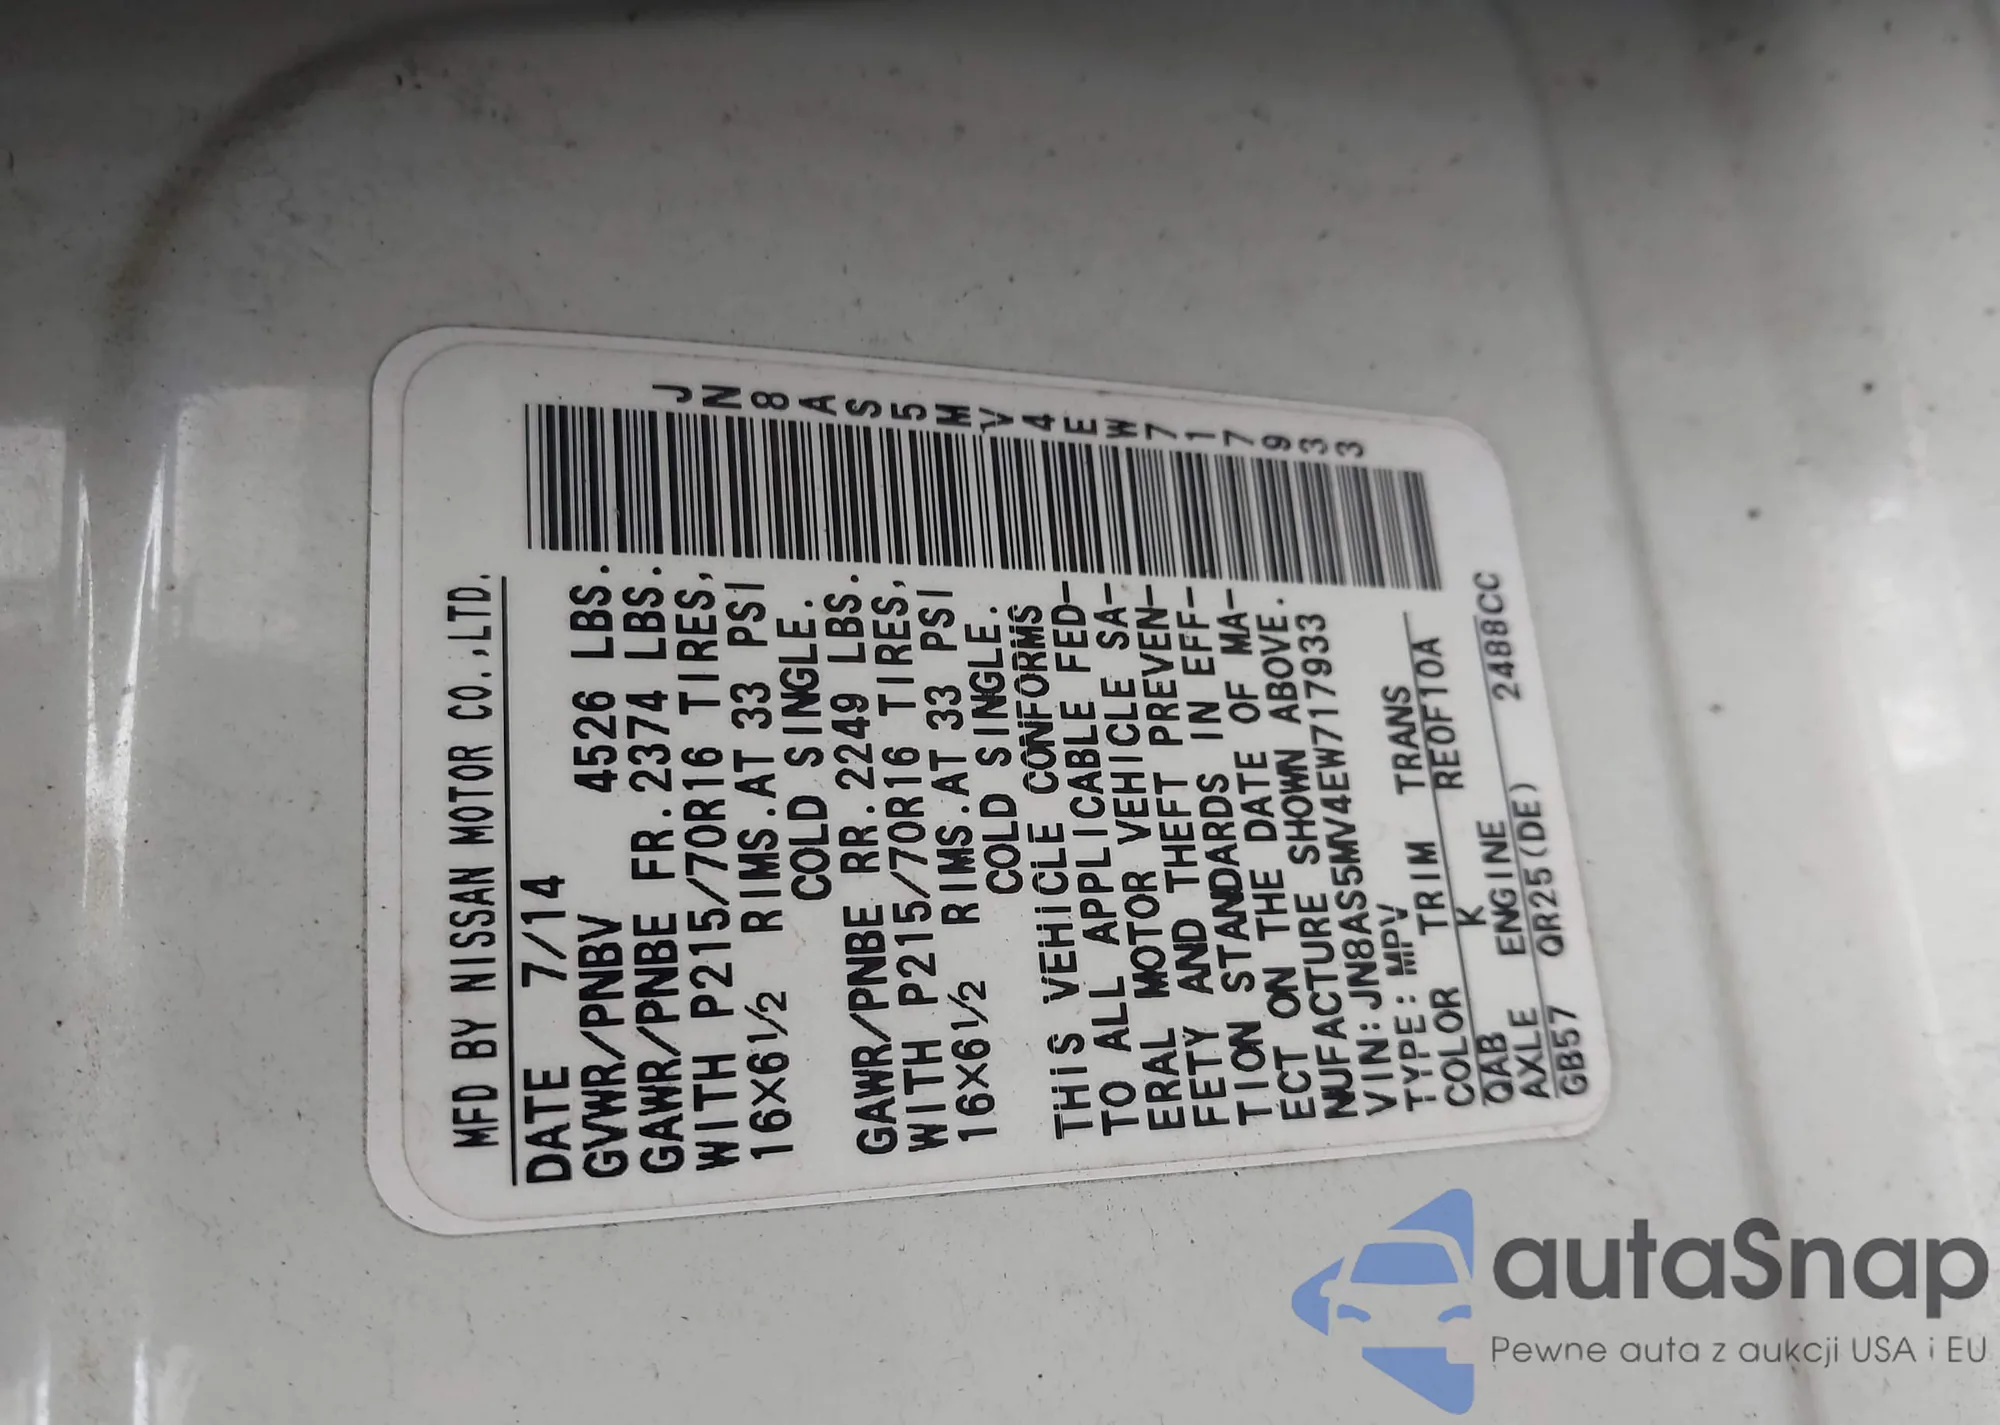 MFD BY NISSAN MOTOR CO.,LTD.
DATE 7/14
GVWR/PNBV 4526 LBS.
GAWR/PNBE FR.2374 LBS.
WITH P215/70R16 TIRES,
16X6½ RIMS.AT 33 PSI
COLD SINGLE.
GAWR/PNBE RR.2249 LBS.
WITH P215/70R16 TIRES,
16X6½ RIMS.AT 33 PSI
COLD SINGLE.
THIS VEHICLE CONFORMS
TO ALL APPLICABLE FED-
ERAL MOTOR VEHICLE SA-
FETY AND THEFT PREVEN-
TION STANDARDS IN EFF-
ECT ON THE DATE OF MA-
NUFACTURE SHOWN ABOVE.
VIN:JN8AS5MV4EW717933
TYPE:MPV
COLOR TRIM TRANS
QAB K RE0F10A
AXLE ENGINE
GB57 QR25(DE) 2488CC
JN8AS5MV4EW717933
autaSnap
Pewne auta z aukcji USA i EU